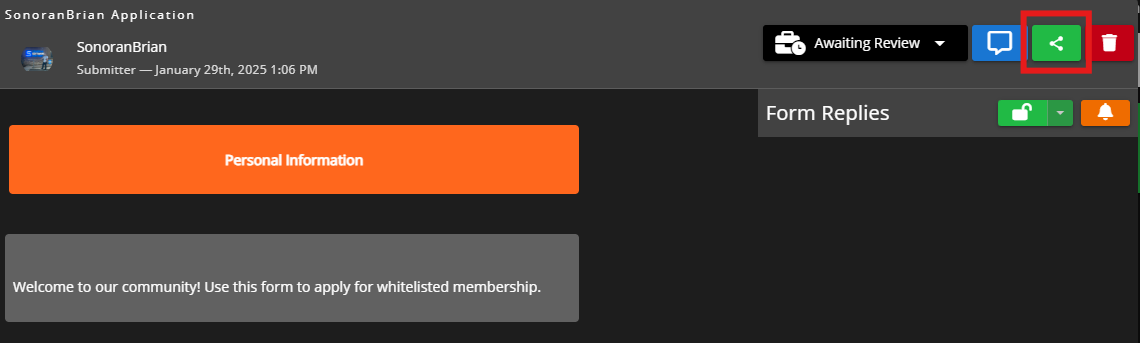 SonoranBrian Application
SonoranBrian
Submitter — January 29th, 2025 1:06 PM
Awaiting Review
Form Replies
Personal Information
Welcome to our community! Use this form to apply for whitelisted membership.